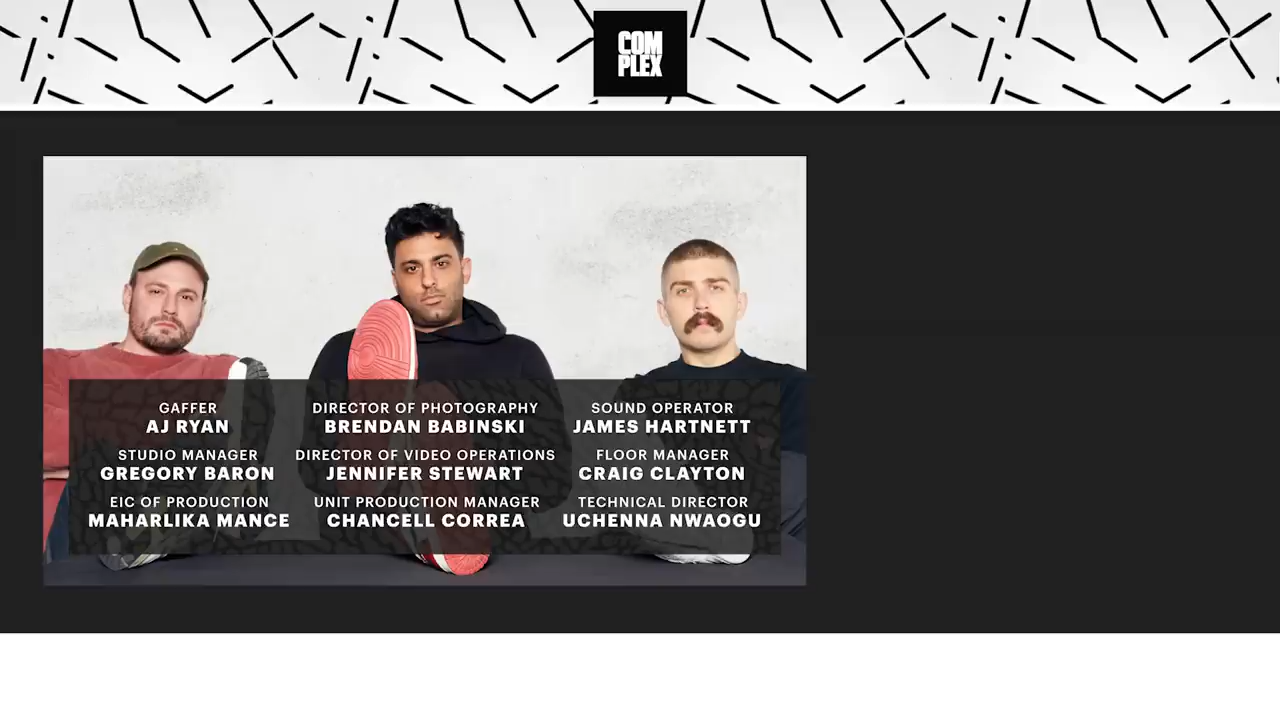 COM
PLEX
GAFFER
AJ RYAN
STUDIO MANAGER
GREGORY BARON
EIC OF PRODUCTION
MAHARLIKA MANCE
DIRECTOR OF PHOTOGRAPHY
BRENDAN BABINSKI
DIRECTOR OF VIDEO OPERATIONS
JENNIFER STEWART
UNIT PRODUCTION MANAGER
CHANCELL CORREA
SOUND OPERATOR
JAMES HARTNETT
FLOOR MANAGER
CRAIG CLAYTON
TECHNICAL DIRECTOR
UCHENNA NWAOGU